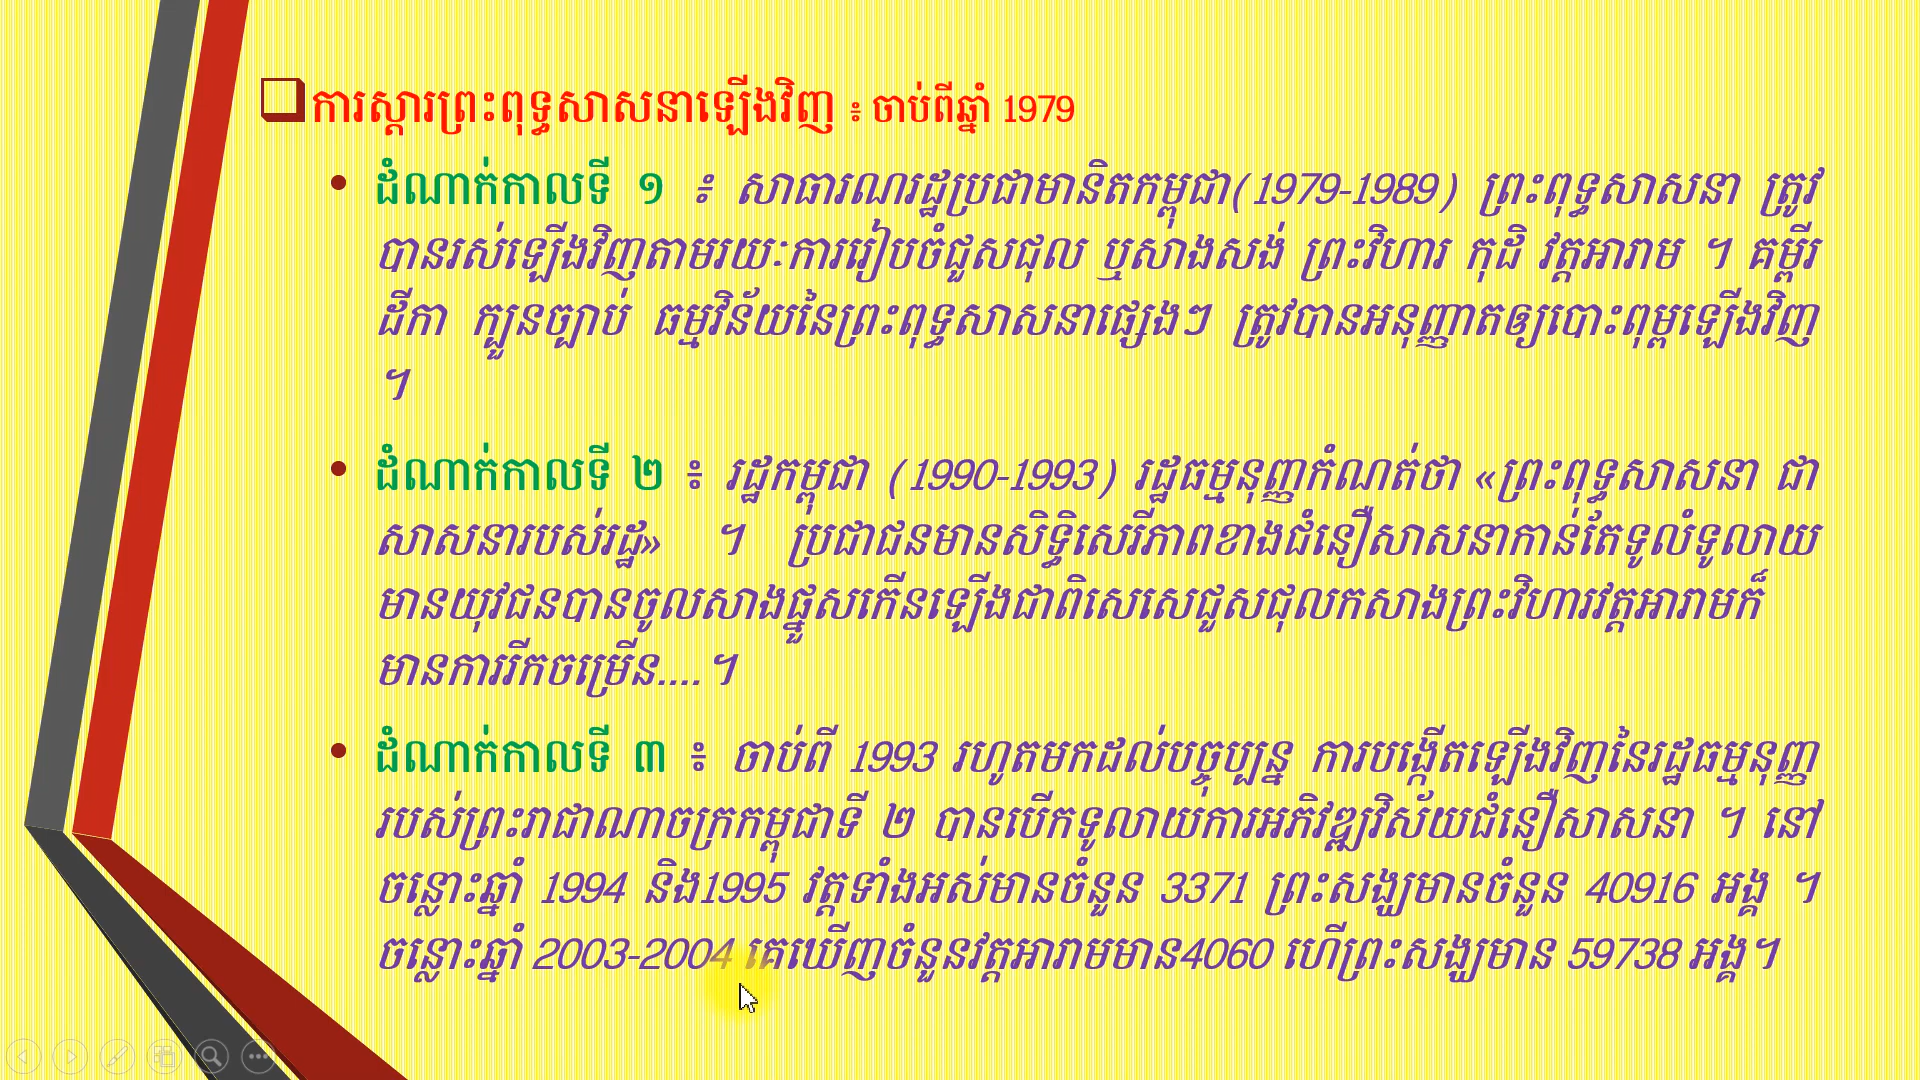 ការស្តារព្រះពុទ្ធសាសនាឡើងវិញ ៖ ចាប់ពីឆ្នាំ 1979
ដំណាក់កាលទី ១ ៖ សាធារណរដ្ឋប្រជាមានិតកម្ពុជា(1979-1989) ព្រះពុទ្ធសាសនា ត្រូវ
បានរស់ឡើងវិញតាមរយៈការរៀបចំជួសជុល ឬសាងសង់ ព្រះវិហារ កុដិ វត្តអារាម ។ គម្ពីរ
ដីកា ក្បួនច្បាប់ ធម្មវិន័យនៃព្រះពុទ្ធសាសនាផ្សេងៗ ត្រូវបានអនុញ្ញាតឲ្យបោះពុម្ពឡើងវិញ
។
ដំណាក់កាលទី ២ ៖ រដ្ឋកម្ពុជា (1990-1993) រដ្ឋធម្មនុញ្ញកំណត់ថា «ព្រះពុទ្ធសាសនា ជា
សាសនារបស់រដ្ឋ» ។ ប្រជាជនមានសិទ្ធិសេរីភាពខាងជំនឿសាសនាកាន់តែទូលំទូលាយ
មានយុវជនបានចូលសាងផ្នួសកើនឡើងជាពិសេសជួសជុលកសាងព្រះវិហារវត្តអារាមក៏
មានការរីកចម្រើន....។
ដំណាក់កាលទី ៣ ៖ ចាប់ពី 1993 រហូតមកដល់បច្ចុប្បន្ន ការបង្កើតឡើងវិញនៃរដ្ឋធម្មនុញ្ញ
របស់ព្រះរាជាណាចក្រកម្ពុជាទី ២ បានបើកទូលាយការអភិវឌ្ឍវិស័យជំនឿសាសនា ។ នៅ
ចន្លោះឆ្នាំ 1994 និង1995 វត្តទាំងអស់មានចំនួន 3371 ព្រះសង្ឃមានចំនួន 40916 អង្គ ។
ចន្លោះឆ្នាំ 2003-2004 គេឃើញចំនួនវត្តអារាមមាន4060 ហើព្រះសង្ឃមាន 59738 អង្គ។